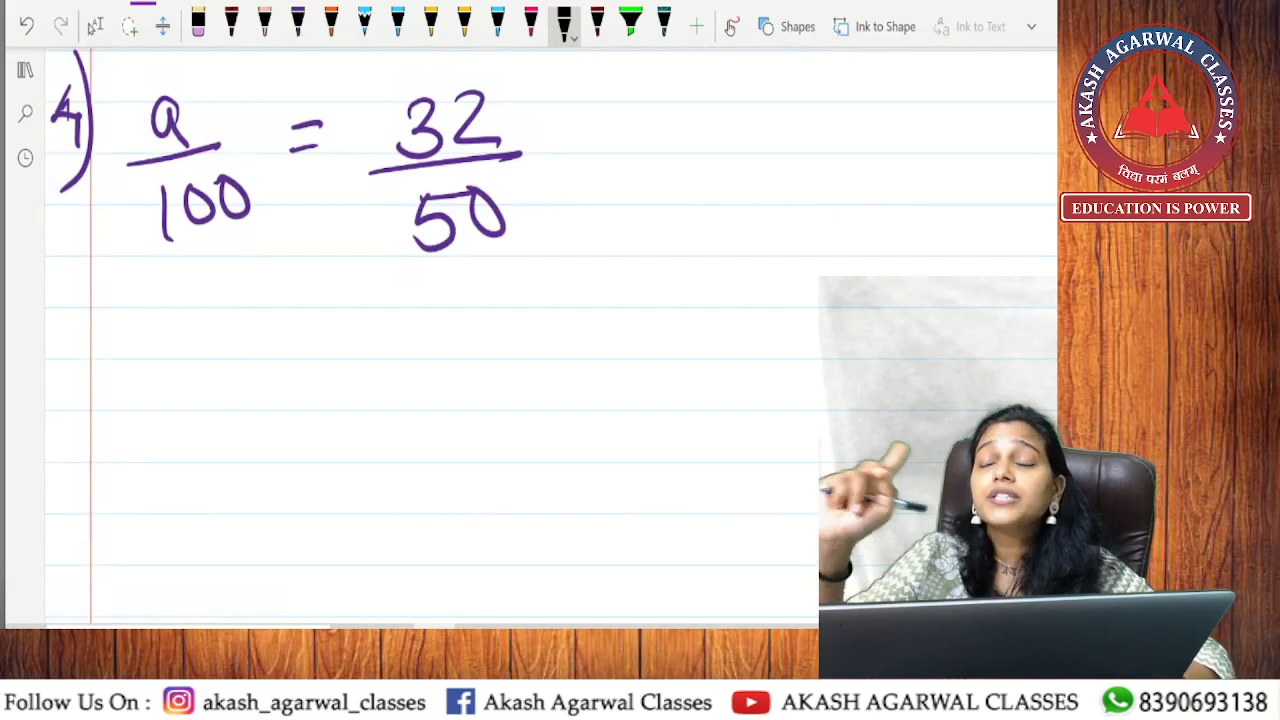 Shapes
Ink to Shape
Ink to Text
4) a/100 = 32/50
AKASH AGARWAL CLASSES
विद्या परमं बलम्
EDUCATION IS POWER
Follow Us On : akash_agarwal_classes Akash Agarwal Classes AKASH AGARWAL CLASSES 8390693138